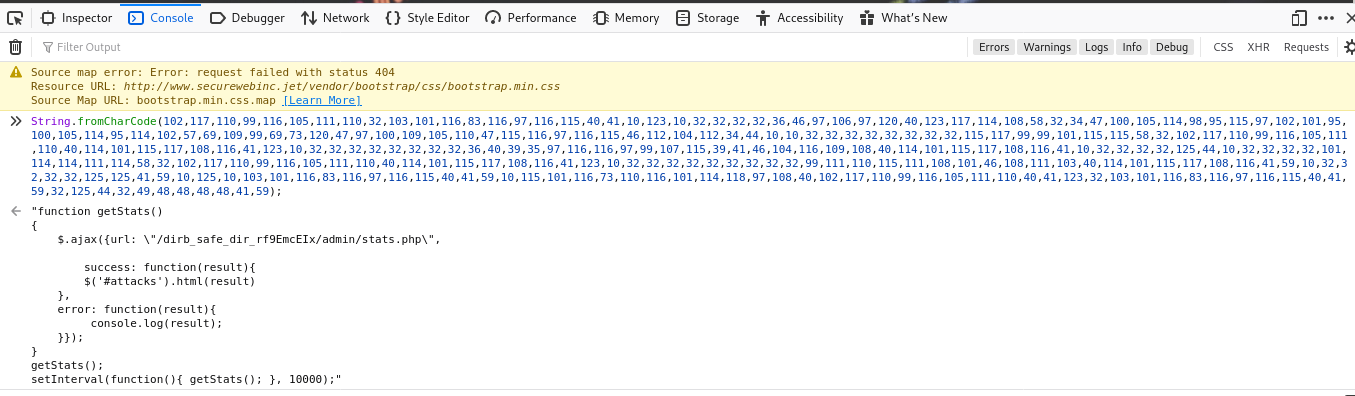 Inspector Console Debugger Network Style Editor Performance Memory Storage Accessibility What's New
Filter Output Errors Warnings Logs Info Debug CSS XHR Requests
Source map error: Error: request failed with status 404
Resource URL: http://www.securewebinc.jet/vendor/bootstrap/css/bootstrap.min.css
Source Map URL: bootstrap.min.css.map [Learn More]
String.fromCharCode(102,117,110,99,116,105,111,110,32,103,101,116,83,116,97,116,115,40,41,10,123,10,32,32,32,32,36,46,97,106,97,120,40,123,117,114,108,58,32,34,47,100,105,114,98,95,115,97,102,101,95,
100,105,114,95,114,102,57,69,109,99,69,73,120,47,97,100,109,105,110,47,115,116,97,116,115,46,112,104,112,34,44,10,10,32,32,32,32,32,32,32,32,115,117,99,99,101,115,115,58,32,102,117,110,99,116,105,111
,110,40,114,101,115,117,108,116,41,123,10,32,32,32,32,32,32,32,32,36,40,39,35,97,116,116,97,99,107,115,39,41,46,104,116,109,108,40,114,101,115,117,108,116,41,10,32,32,32,32,125,44,10,32,32,32,32,101,
114,114,111,114,58,32,102,117,110,99,116,105,111,110,40,114,101,115,117,108,116,41,123,10,32,32,32,32,32,32,32,32,32,99,111,110,115,111,108,101,46,108,111,103,40,114,101,115,117,108,116,41,59,10,32,3
2,32,32,125,125,41,59,10,125,10,103,101,116,83,116,97,116,115,40,41,59,10,115,101,116,73,110,116,101,114,118,97,108,40,102,117,110,99,116,105,111,110,40,41,123,32,103,101,116,83,116,97,116,115,40,41,
59,32,125,44,32,49,48,48,48,48,41,59);
"function getStats()
{
    $.ajax({url: \"/dirb_safe_dir_rf9EmcEIx/admin/stats.php\",
        success: function(result){
        $('#attacks').html(result)
    },
    error: function(result){
         console.log(result);
    }});
}
getStats();
setInterval(function(){ getStats(); }, 10000);"